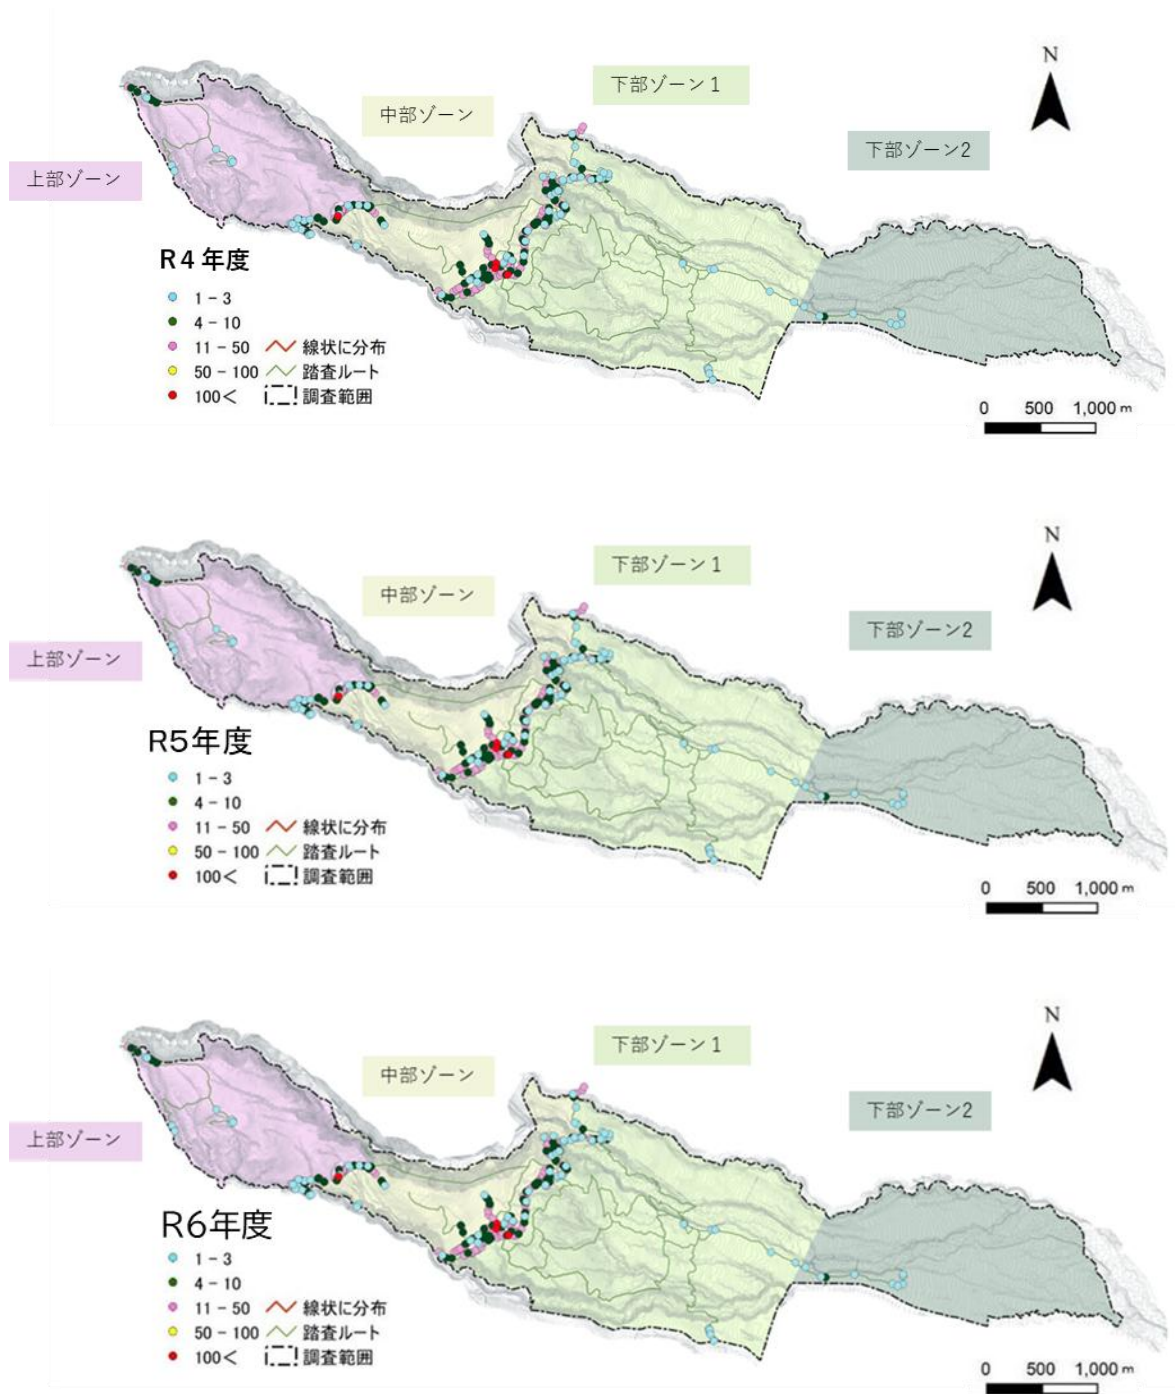 N
下部ゾーン１
中部ゾーン
下部ゾーン2
上部ゾーン
R４年度
1 - 3
4 - 10
11 - 50 線状に分布
50 - 100 踏査ルート
100< 調査範囲
0 500 1,000 m
N
下部ゾーン１
中部ゾーン
下部ゾーン2
上部ゾーン
R5年度
1 - 3
4 - 10
11 - 50 線状に分布
50 - 100 踏査ルート
100< 調査範囲
0 500 1,000 m
N
下部ゾーン１
中部ゾーン
下部ゾーン2
上部ゾーン
R6年度
1 - 3
4 - 10
11 - 50 線状に分布
50 - 100 踏査ルート
100< 調査範囲
0 500 1,000 m